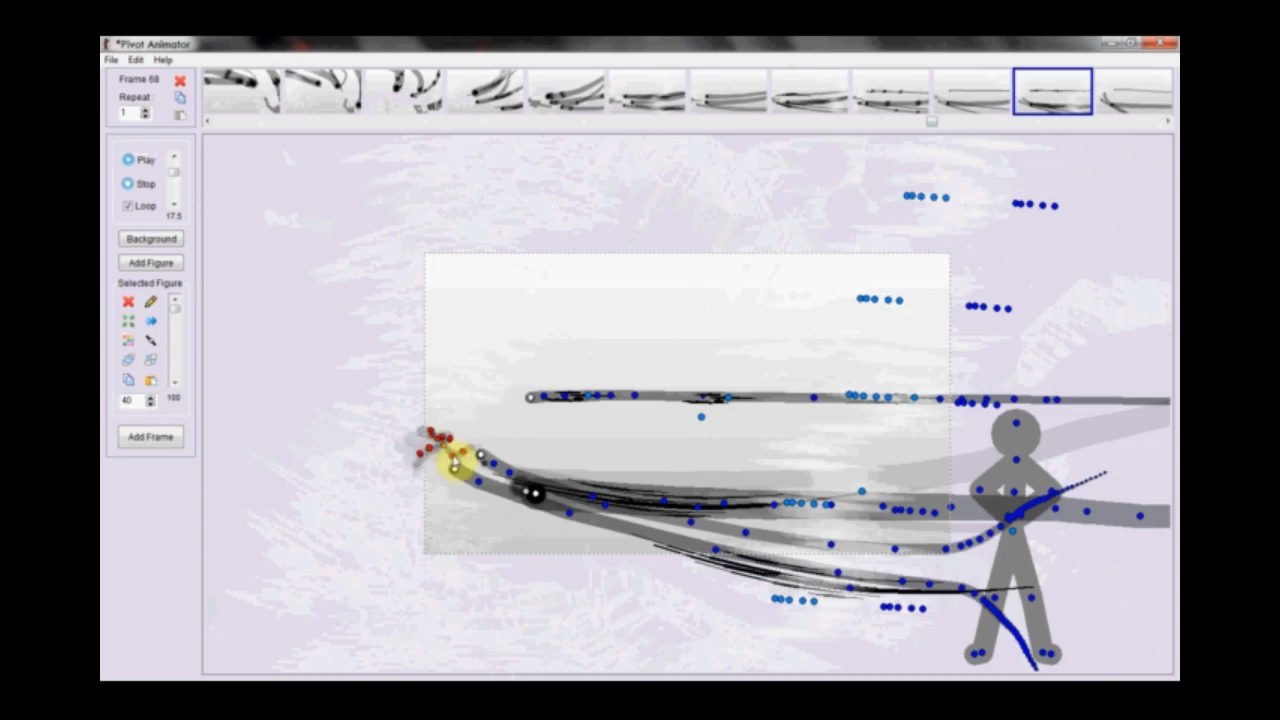 *Pivot Animator
File Edit Help
Frame 68
Repeat:
1
Play
Stop
Loop
17.5
Background
Add Figure
Selected Figure
40
100
Add Frame